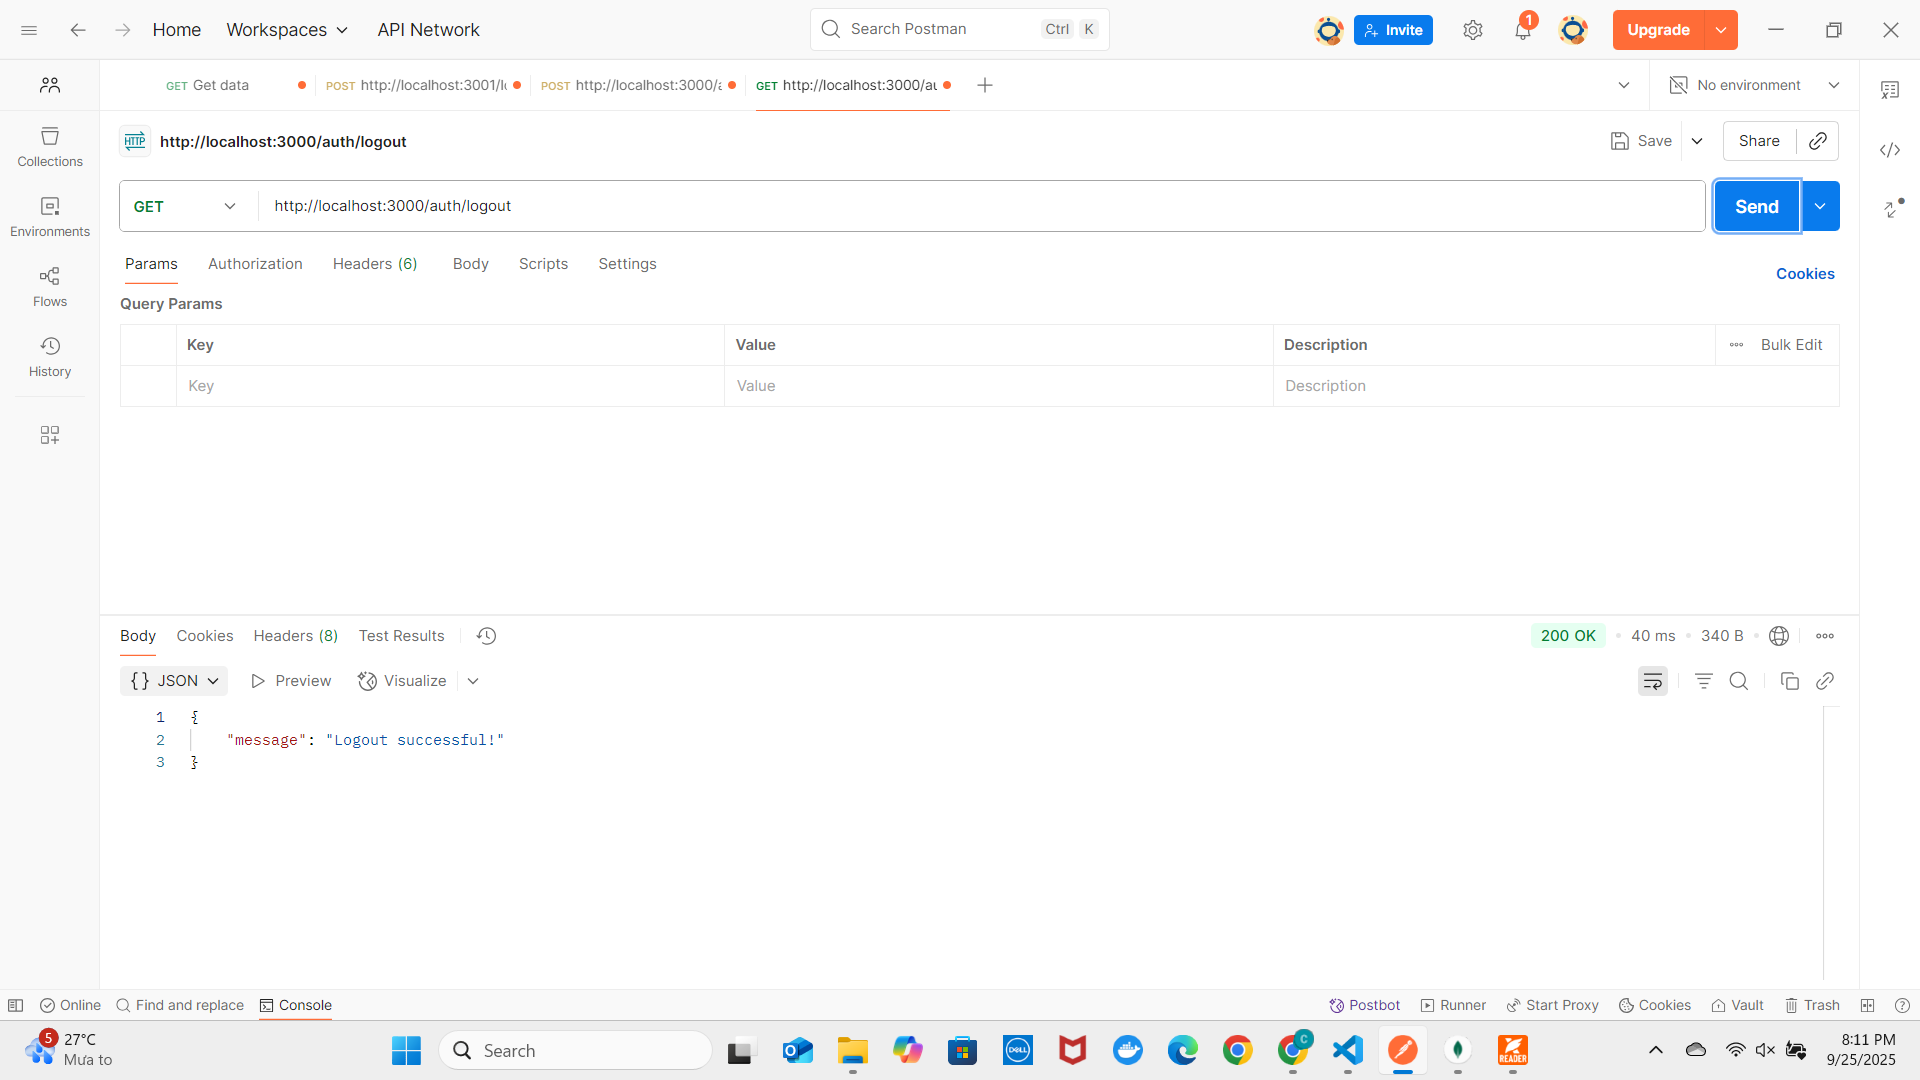 Home Workspaces API Network Search Postman Ctrl K Invite 1 Upgrade
GET Get data POST http://localhost:3001/l POST http://localhost:3000/a GET http://localhost:3000/au No environment
HTTP http://localhost:3000/auth/logout Save Share
GET http://localhost:3000/auth/logout Send
Params Authorization Headers (6) Body Scripts Settings Cookies
Query Params
Key Value Description Bulk Edit
Key Value Description
Collections
Environments
Flows
History
Body Cookies Headers (8) Test Results 200 OK 40 ms 340 B
{} JSON Preview Visualize
1 {
2 "message": "Logout successful!"
3 }
Online Find and replace Console Postbot Runner Start Proxy Cookies Vault Trash
5 27°C
Mưa to
Search
DELL
C
READER
8:11 PM
9/25/2025